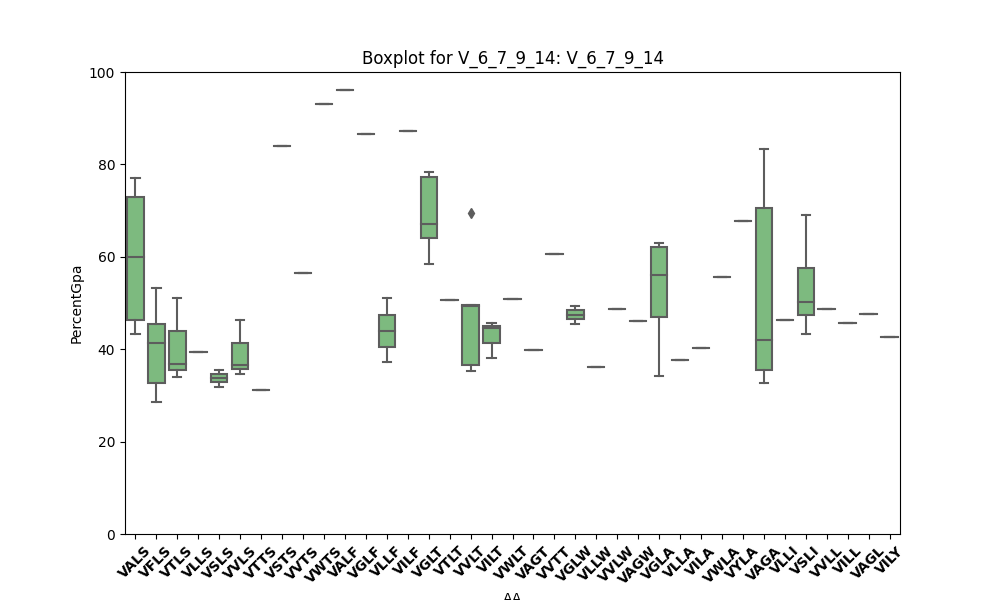 Boxplot for V_6_7_9_14: V_6_7_9_14
PercentGpa
100
80
60
40
20
0
VALS
VFLS
VTLS
VLLS
VSLS
VVLS
VTTS
VSTS
VVTS
VWTS
VALF
VGLF
VLLF
VILF
VGLT
VTLT
VVLT
VILT
VWLT
VAGT
VVTT
VGLW
VLLW
VVLW
VAGW
VGLA
VLLA
VILA
VWLA
VYLA
VAGA
VLLI
VSLI
VVLL
VILL
VAGL
VILY
AA